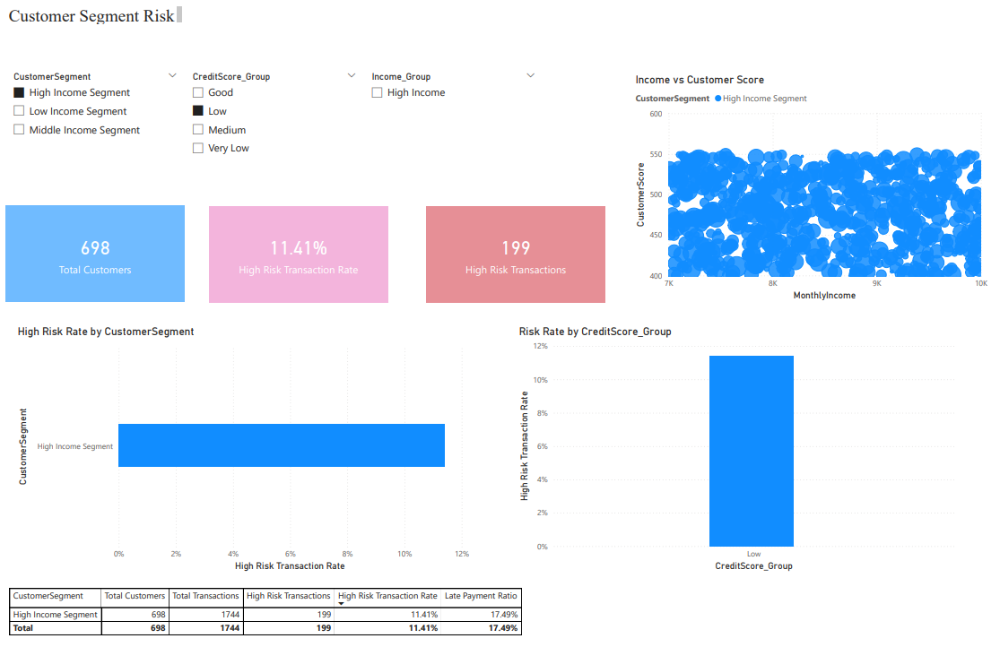 Customer Segment Risk
CustomerSegment
High Income Segment
Low Income Segment
Middle Income Segment
CreditScore_Group
Good
Low
Medium
Very Low
Income_Group
High Income
Income vs Customer Score
CustomerSegment High Income Segment
600
550
500
450
400
CustomerScore
7K 8K 9K 10K
MonthlyIncome
698
Total Customers
11.41%
High Risk Transaction Rate
199
High Risk Transactions
High Risk Rate by CustomerSegment
CustomerSegment
High Income Segment
0% 2% 4% 6% 8% 10% 12%
High Risk Transaction Rate
Risk Rate by CreditScore_Group
12%
10%
8%
6%
4%
2%
0%
High Risk Transaction Rate
Low
CreditScore_Group
CustomerSegment Total Customers Total Transactions High Risk Transactions High Risk Transaction Rate Late Payment Ratio
High Income Segment 698 1744 199 11.41% 17.49%
Total 698 1744 199 11.41% 17.49%